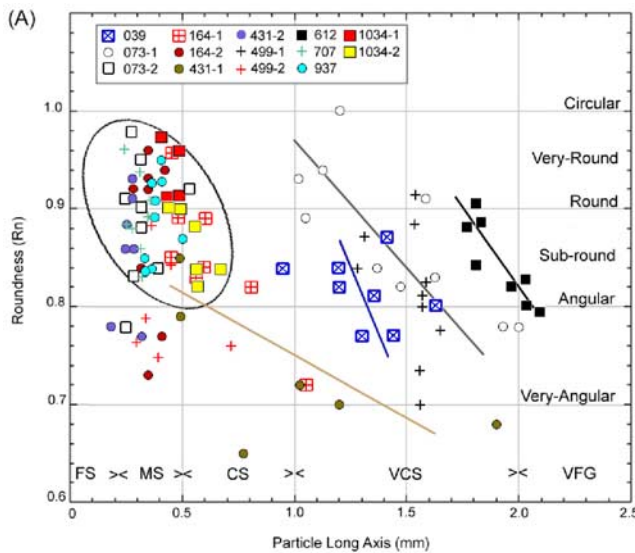 (A)
039 164-1 431-2 612 1034-1
073-1 164-2 499-1 707 1034-2
073-2 431-1 499-2 937
Roundness (Rn)
1.0
0.9
0.8
0.7
0.6
Circular
Very-Round
Round
Sub-round
Angular
Very-Angular
FS >< MS >< CS >< VCS >< VFG
0.0 0.5 1.0 1.5 2.0 2.5
Particle Long Axis (mm)